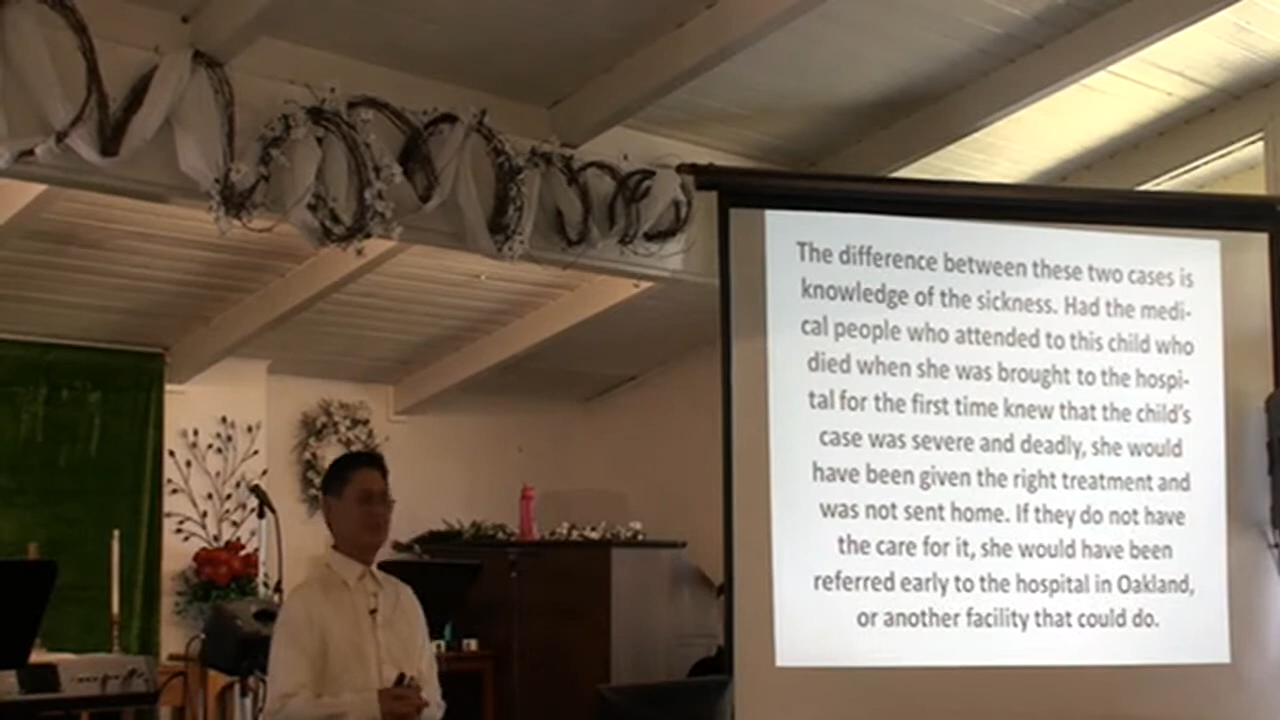 The difference between these two cases is
knowledge of the sickness. Had the medi-
cal people who attended to this child who
died when she was brought to the hospi-
tal for the first time knew that the child's
case was severe and deadly, she would
have been given the right treatment and
was not sent home. If they do not have
the care for it, she would have been
referred early to the hospital in Oakland,
or another facility that could do.